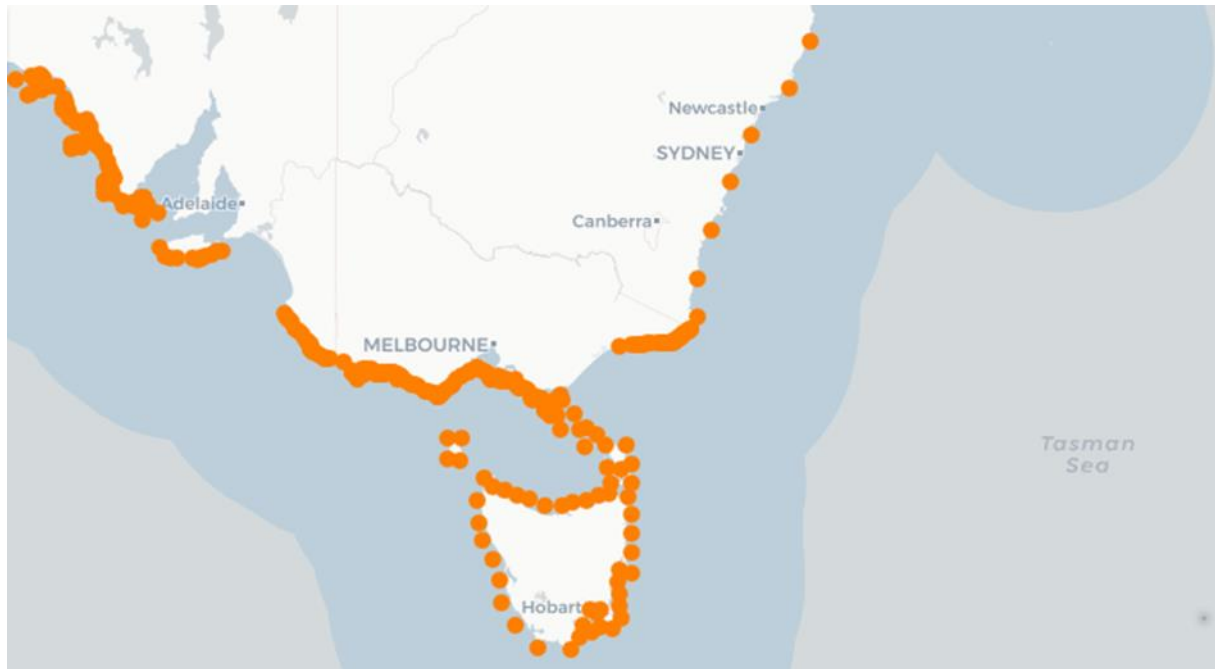 Newcastle
SYDNEY
Adelaide
Canberra
MELBOURNE
Tasman
Sea
Hobart